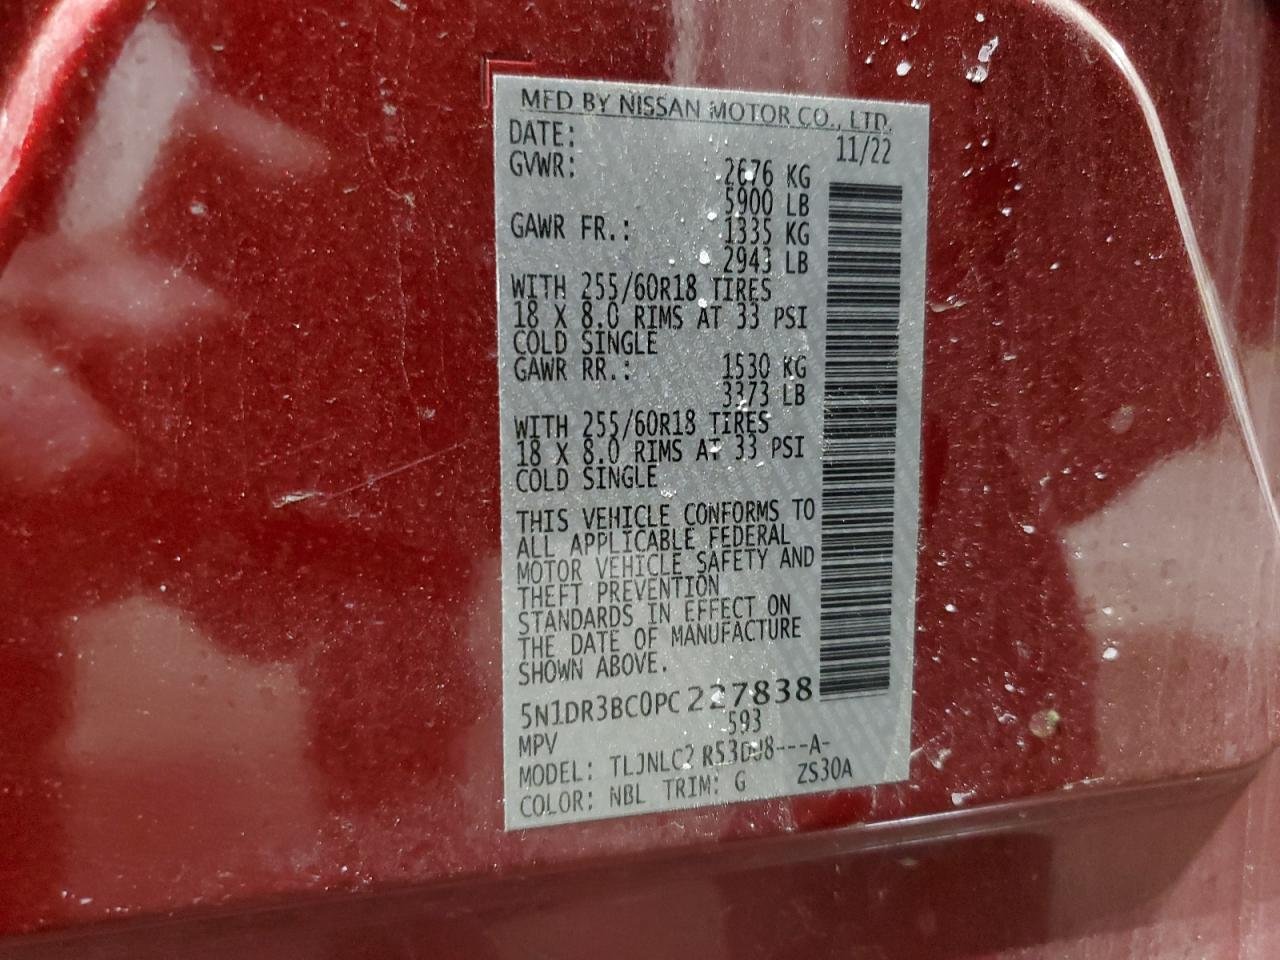 MFD BY NISSAN MOTOR CO., LTD.
DATE: 11/22
GVWR: 2676 KG
5900 LB
GAWR FR.: 1335 KG
2943 LB
WITH 255/60R18 TIRES
18 X 8.0 RIMS AT 33 PSI
COLD SINGLE
GAWR RR.: 1530 KG
3373 LB
WITH 255/60R18 TIRES
18 X 8.0 RIMS AT 33 PSI
COLD SINGLE
THIS VEHICLE CONFORMS TO
ALL APPLICABLE FEDERAL
MOTOR VEHICLE SAFETY AND
THEFT PREVENTION
STANDARDS IN EFFECT ON
THE DATE OF MANUFACTURE
SHOWN ABOVE.
5N1DR3BC0PC227838
593
MPV
MODEL: TLJNLC2
COLOR: NBL TRIM: G ZS30A